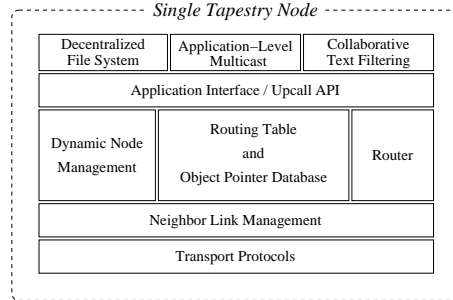 Single Tapestry Node
Decentralized
File System
Application–Level
Multicast
Collaborative
Text Filtering
Application Interface / Upcall API
Dynamic Node
Management
Routing Table
and
Object Pointer Database
Router
Neighbor Link Management
Transport Protocols